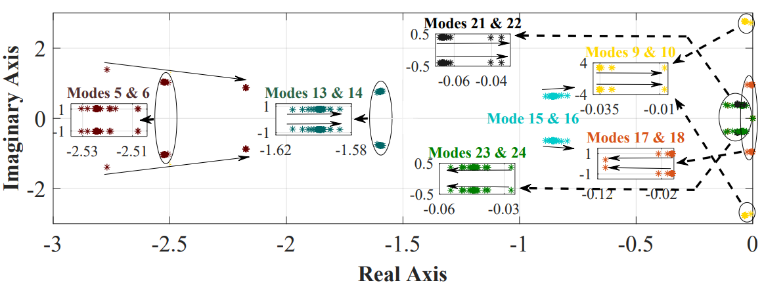 Modes 21 & 22
0.5
-0.5
-0.06 -0.04
Modes 9 & 10
4
-4
-0.035 -0.01
Modes 5 & 6
1
-1
-2.53 -2.51
Modes 13 & 14
1
-1
-1.62 -1.58
Modes 15 & 16
Modes 17 & 18
1
-1
-0.12 -0.02
Modes 23 & 24
0.5
-0.5
-0.06 -0.03
Imaginary Axis
2
0
-2
-3 -2.5 -2 -1.5 -1 -0.5 0
Real Axis